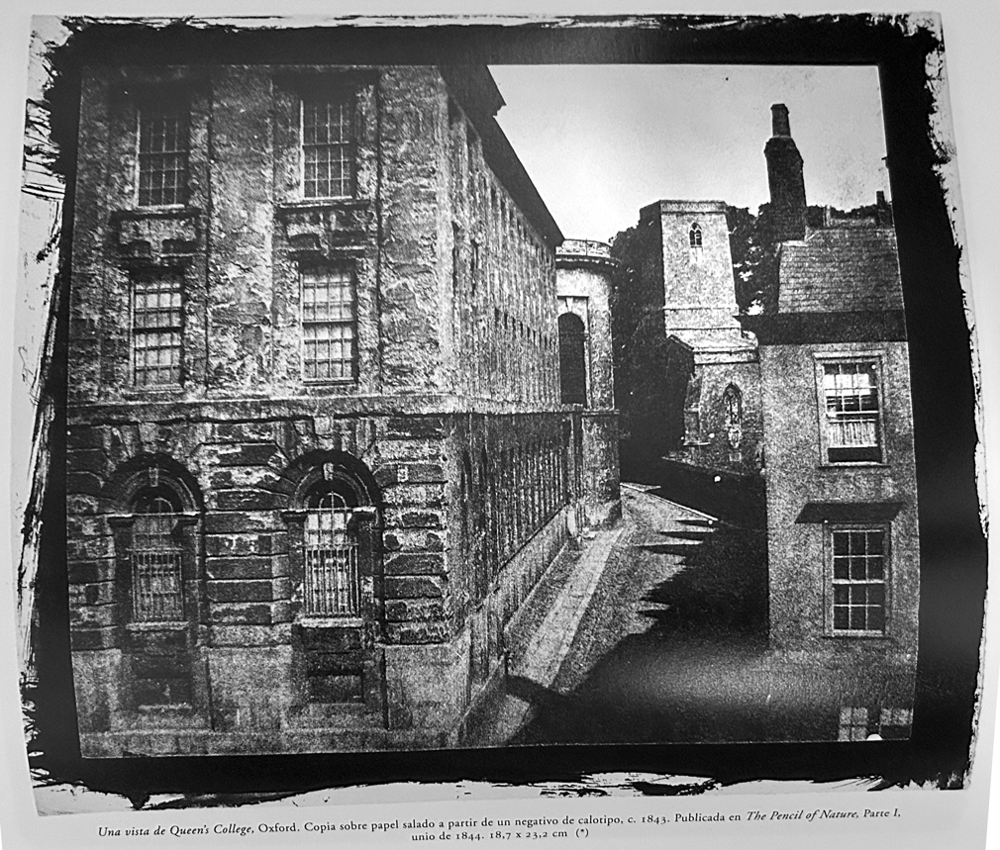 Una vista de Queen's College, Oxford. Copia sobre papel salado a partir de un negativo de calotipo, c. 1843. Publicada en The Pencil of Nature, Parte I,
unio de 1844. 18,7 x 23,2 cm (*)